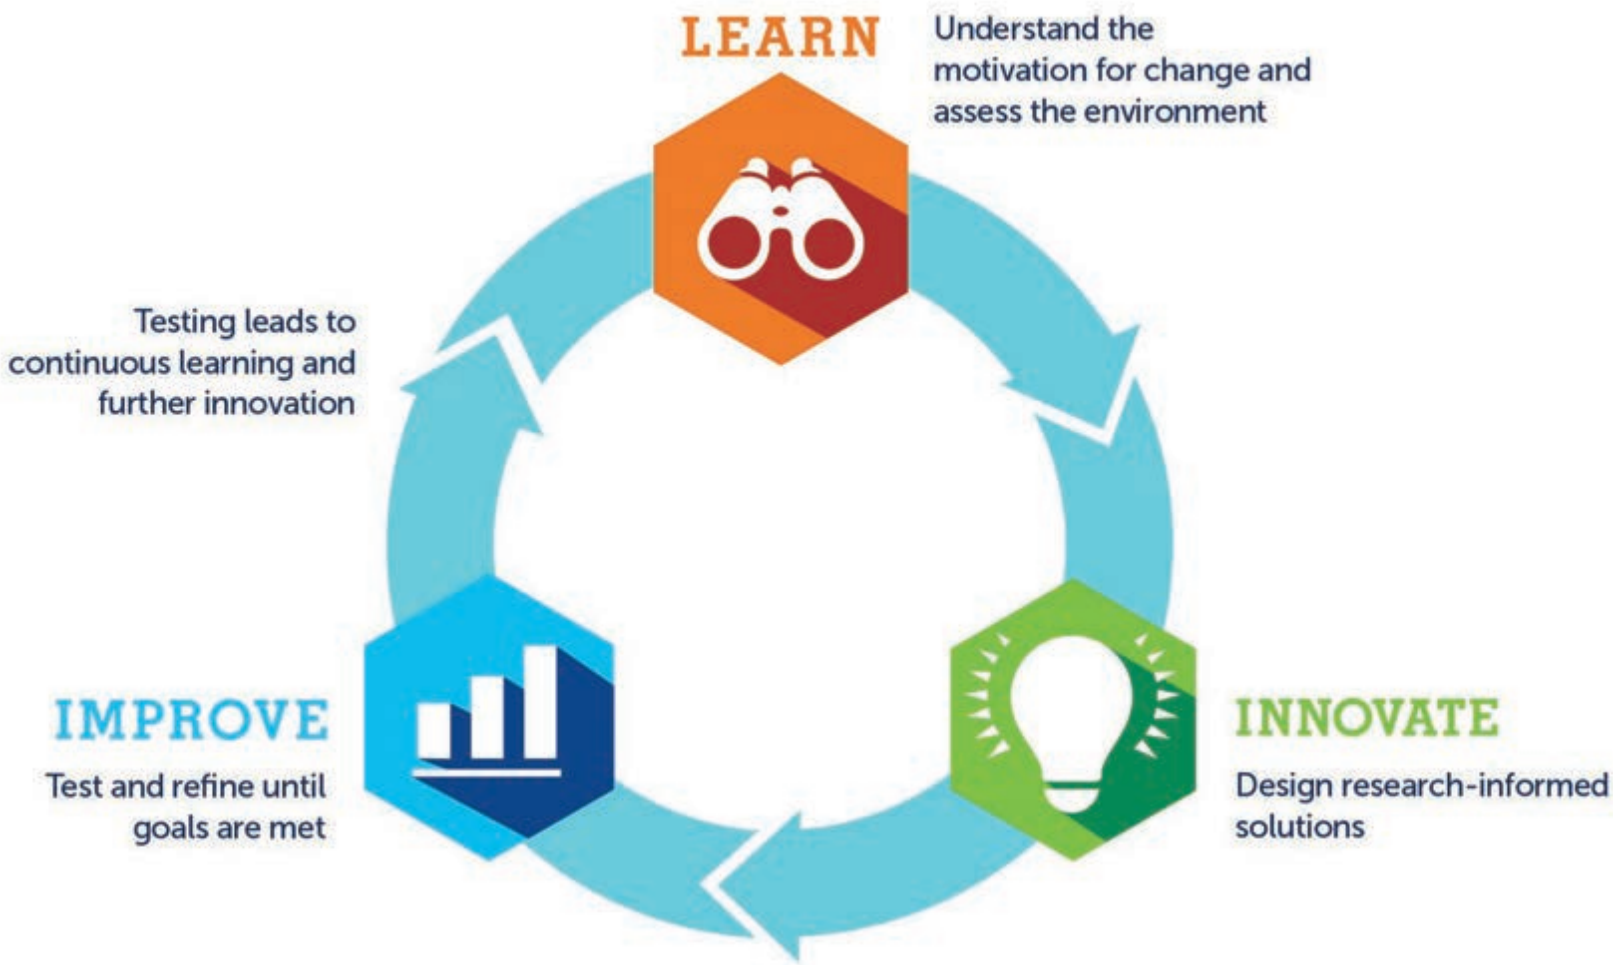 LEARN
Understand the
motivation for change and
assess the environment
Testing leads to
continuous learning and
further innovation
IMPROVE
Test and refine until
goals are met
INNOVATE
Design research-informed
solutions